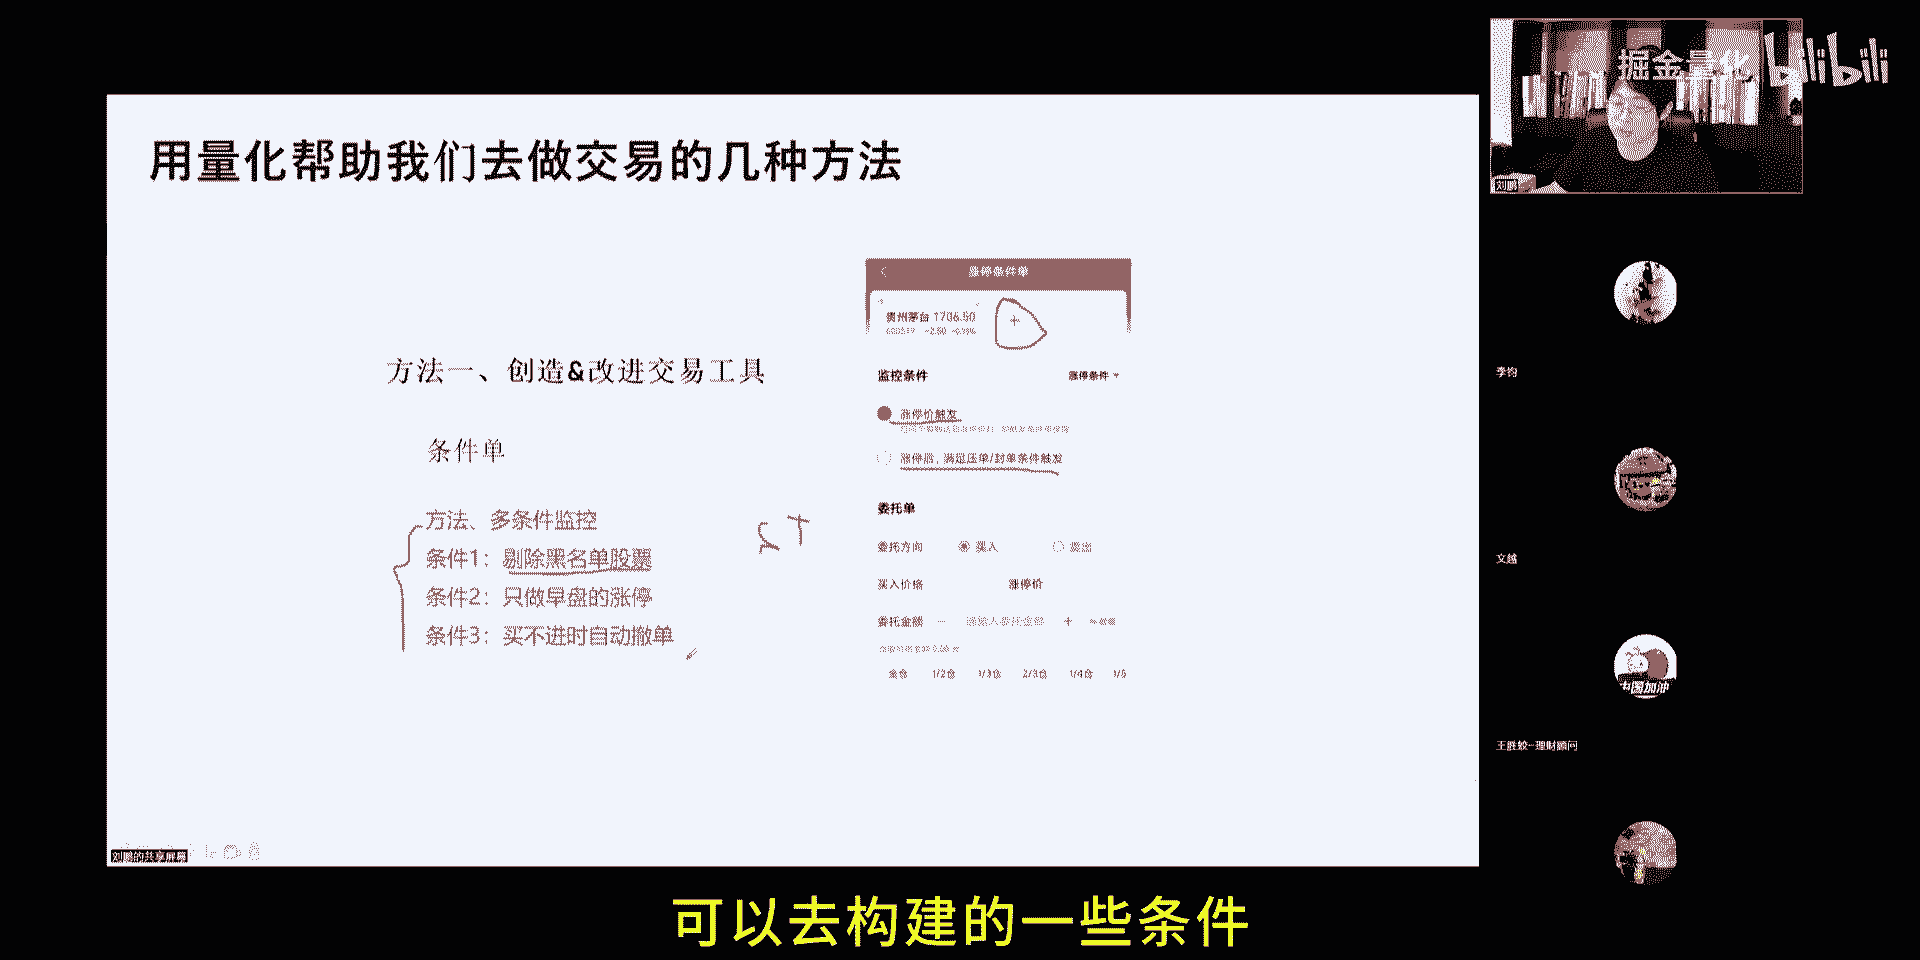 掘金量化 bilibili
刘鹏
用量化帮助我们去做交易的几种方法
方法一、创造&改进交易工具
条件单
方法、多条件监控
条件1：剔除黑名单股票
条件2：只做早盘的涨停
条件3：买不进时自动撤单
涨停条件单
贵州茅台 1706.50
监控条件 涨停条件
涨停价触发
涨停后，满足压单/封单条件触发
委托单
委托方向 买入 卖出
买入价格 涨停价
委托金额 − 请输入委托金额 +
全仓 1/2仓 1/3仓 2/3仓 1/4仓 1/5
李钧
文越
中国加油
理财顾问
刘鹏的共享屏幕
可以去构建的一些条件